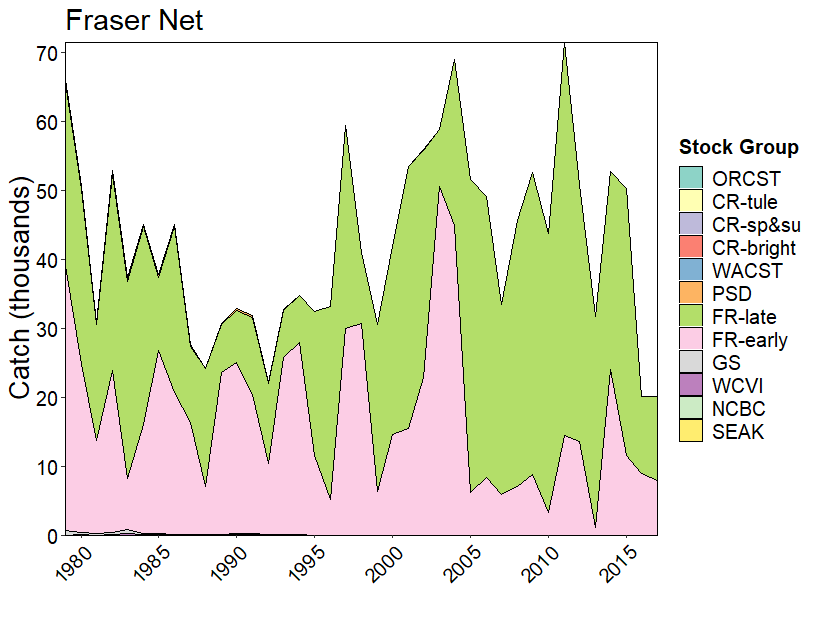 Fraser Net
Catch (thousands)
70
60
50
40
30
20
10
0
1980
1985
1990
1995
2000
2005
2010
2015
Stock Group
ORCST
CR-tule
CR-sp&su
CR-bright
WACST
PSD
FR-late
FR-early
GS
WCVI
NCBC
SEAK